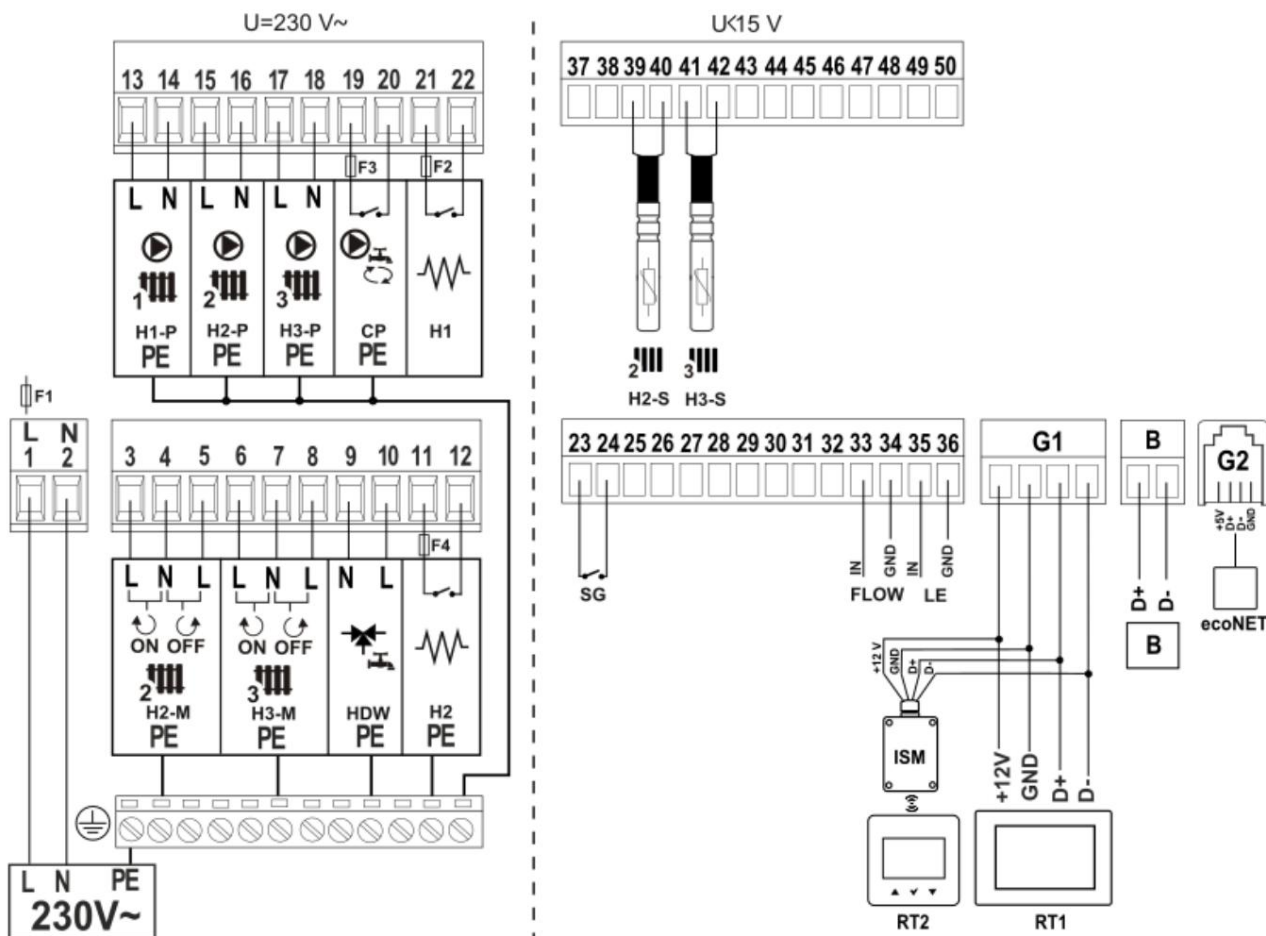 U=230 V~
U<15 V
13 14 15 16 17 18 19 20 21 22
37 38 39 40 41 42 43 44 45 46 47 48 49 50
F3 F2
L N L N L N
1 2 3
H1-P H2-P H3-P CP H1
PE PE PE PE
2 3
H2-S H3-S
F1
L N
1 2
3 4 5 6 7 8 9 10 11 12
23 24 25 26 27 28 29 30 31 32 33 34 35 36
G1
B
G2
+5V D+ D- GND
ecoNET
F4
L N L L N L N L
ON OFF ON OFF
2 3
H2-M H3-M HDW H2
PE PE PE PE
SG
IN GND IN GND
FLOW LE
D+ D-
B
+12 V GND D+ D-
ISM
+12V GND D+ D-
RT2 RT1
L N PE
230V~